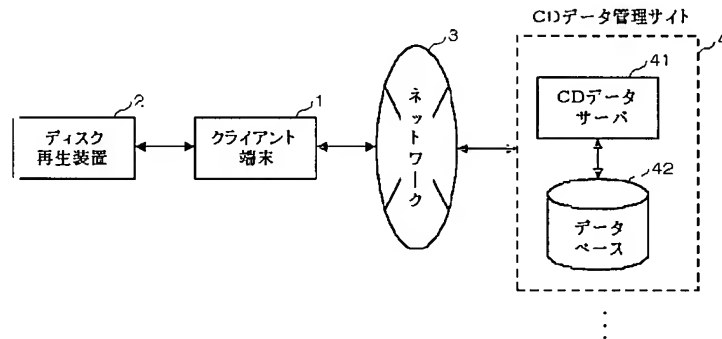 CDデータ管理サイト
4
41
CDデータ
サーバ
42
データ
ベース
3
ネットワーク
1
クライアント
端末
2
ディスク
再生装置